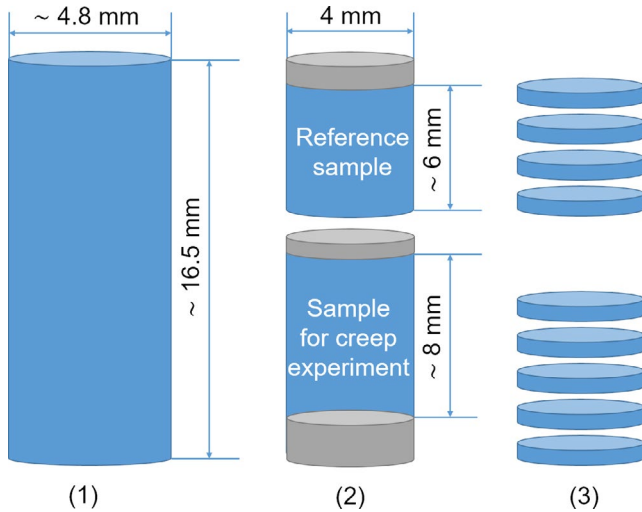 ~ 4.8 mm
4 mm
~ 16.5 mm
Reference
sample
~ 6 mm
Sample
for creep
experiment
~ 8 mm
(1)
(2)
(3)